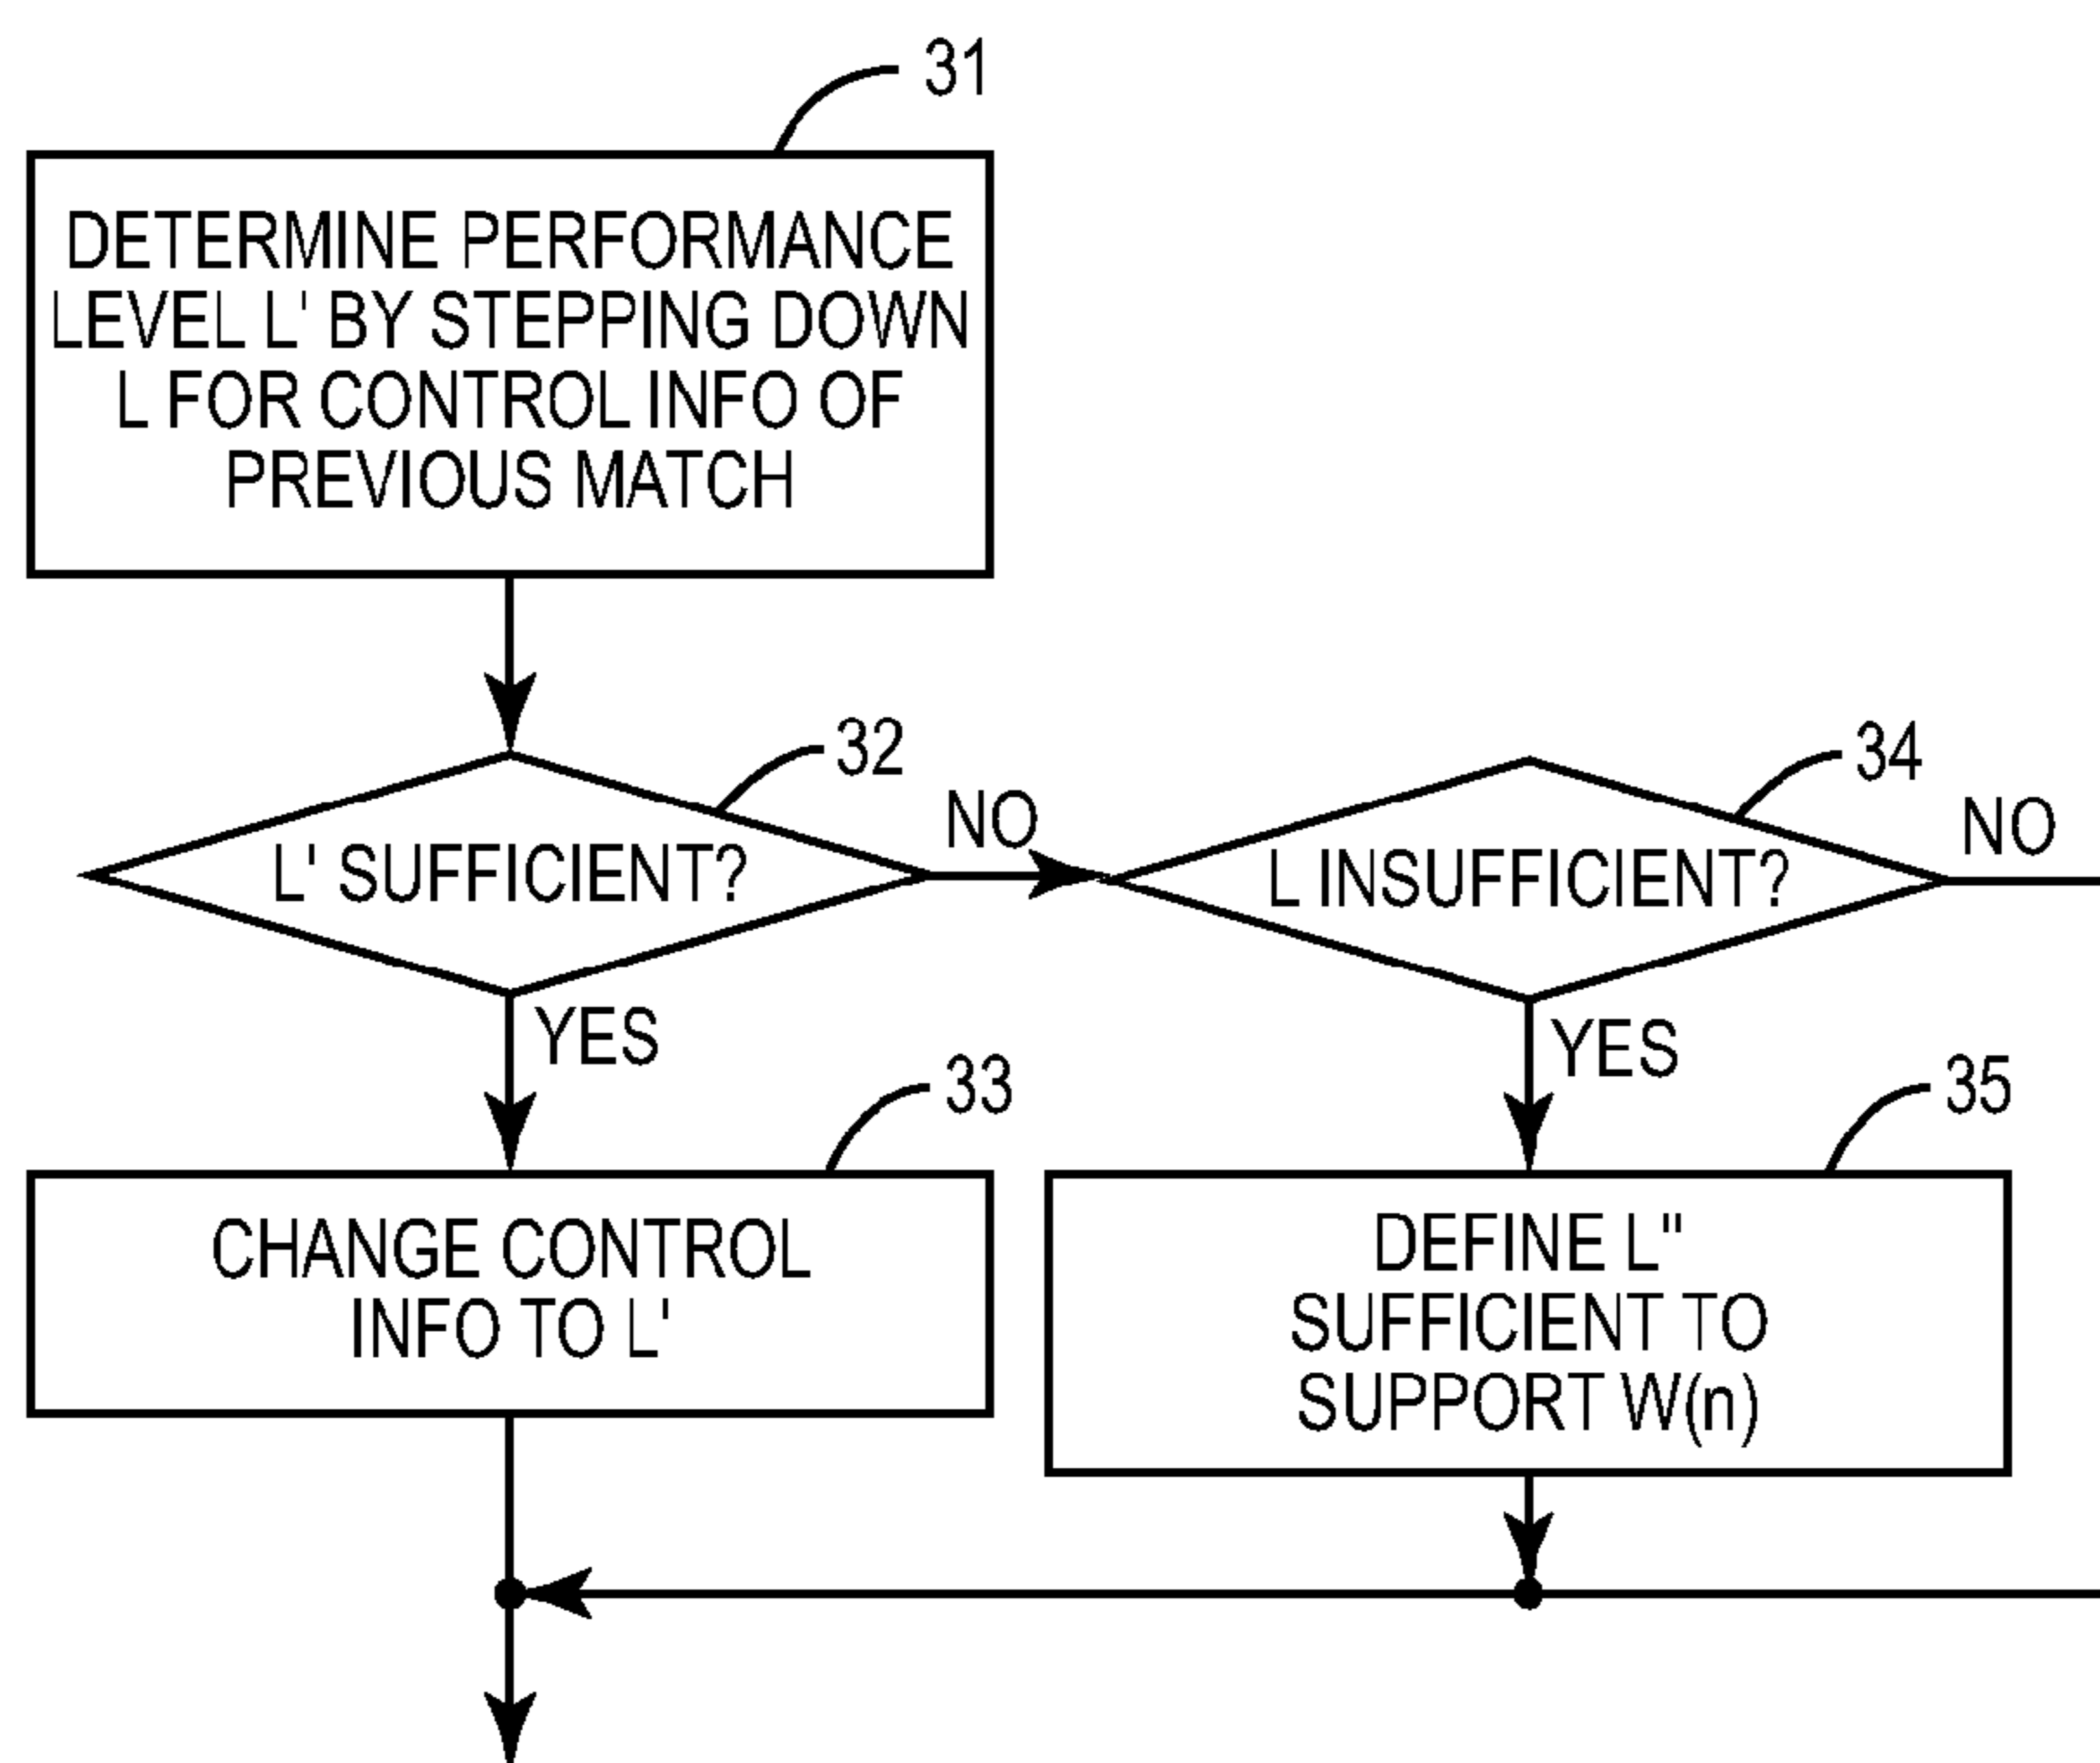 31
DETERMINE PERFORMANCE
LEVEL L' BY STEPPING DOWN
L FOR CONTROL INFO OF
PREVIOUS MATCH
32
L' SUFFICIENT?
NO
YES
34
L INSUFFICIENT?
NO
YES
33
CHANGE CONTROL
INFO TO L'
35
DEFINE L"
SUFFICIENT TO
SUPPORT W(n)